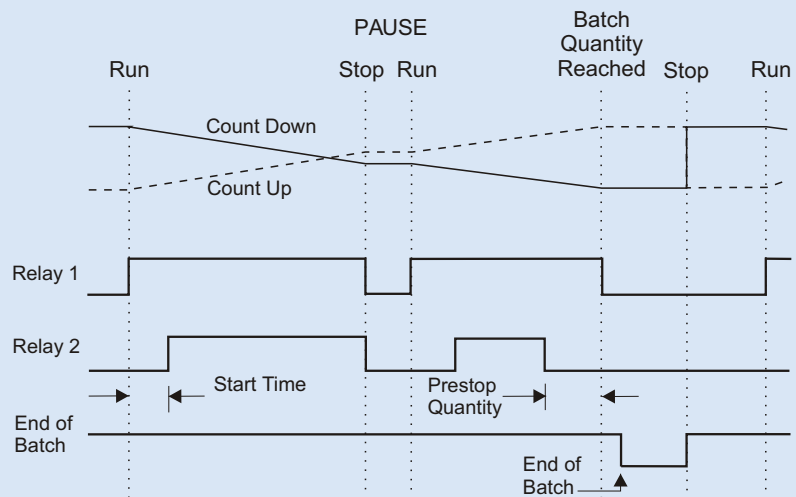 PAUSE
Batch
Quantity
Reached
Run
Stop
Run
Stop
Run
Count Down
Count Up
Relay 1
Relay 2
Start Time
Prestop
Quantity
End of
Batch
End of
Batch